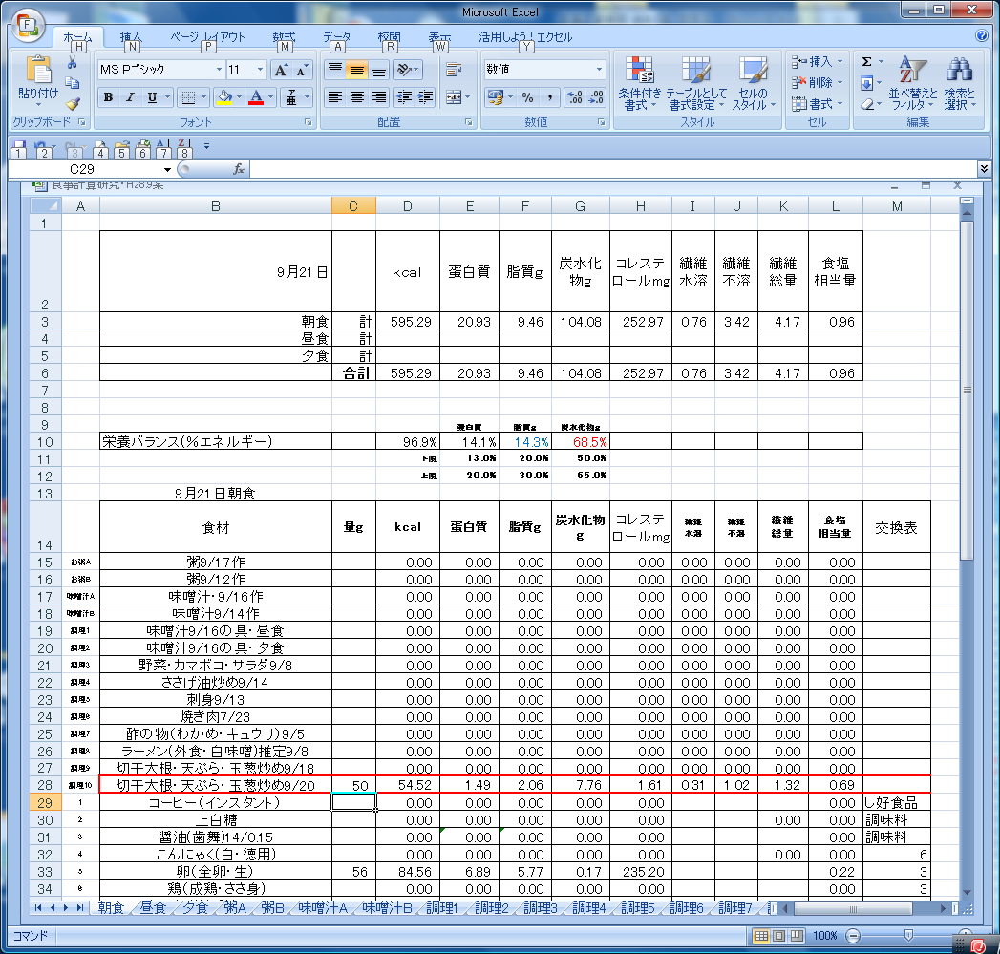 Microsoft Excel
ホーム 挿入 ページ レイアウト 数式 データ 校閲 表示 活用しよう！エクセル
H N P M A R W Y
貼り付け
クリップボード
MS Pゴシック 11
B I U
フォント
配置
数値
% ,
数値
条件付き書式 テーブルとして書式設定 セルのスタイル
スタイル
挿入
削除
書式
セル
Σ
並べ替えとフィルタ 検索と選択
編集
1 2 3 4 5 6 7 8
C29 fx
食事計算研究・H28.9案
A B C D E F G H I J K L M
1
2 9月21日 kcal 蛋白質 脂質g 炭水化物g コレステロールmg 繊維水溶 繊維不溶 繊維総量 食塩相当量
3 朝食 計 595.29 20.93 9.46 104.08 252.97 0.76 3.42 4.17 0.96
4 昼食 計
5 夕食 計
6 合計 595.29 20.93 9.46 104.08 252.97 0.76 3.42 4.17 0.96
7
8
9 蛋白質 脂質g 炭水化物g
10 栄養バランス(%エネルギー) 96.9% 14.1% 14.3% 68.5%
11 下限 13.0% 20.0% 50.0%
12 上限 20.0% 30.0% 65.0%
13 9月21日朝食
14 食材 量g kcal 蛋白質 脂質g 炭水化物g コレステロールmg 繊維水溶 繊維不溶 繊維総量 食塩相当量 交換表
15 お粥A 粥9/17作 0.00 0.00 0.00 0.00 0.00 0.00 0.00 0.00 0.00
16 お粥B 粥9/12作 0.00 0.00 0.00 0.00 0.00 0.00 0.00 0.00 0.00
17 味噌汁A 味噌汁・9/16作 0.00 0.00 0.00 0.00 0.00 0.00 0.00 0.00 0.00
18 味噌汁B 味噌汁9/14作 0.00 0.00 0.00 0.00 0.00 0.00 0.00 0.00 0.00
19 調理1 味噌汁9/16の具・昼食 0.00 0.00 0.00 0.00 0.00 0.00 0.00 0.00 0.00
20 調理2 味噌汁9/16の具・夕食 0.00 0.00 0.00 0.00 0.00 0.00 0.00 0.00 0.00
21 調理3 野菜・カマボコ・サラダ9/8 0.00 0.00 0.00 0.00 0.00 0.00 0.00 0.00 0.00
22 調理4 ささげ油炒め9/14 0.00 0.00 0.00 0.00 0.00 0.00 0.00 0.00 0.00
23 調理5 刺身9/13 0.00 0.00 0.00 0.00 0.00 0.00 0.00 0.00 0.00
24 調理6 焼き肉7/23 0.00 0.00 0.00 0.00 0.00 0.00 0.00 0.00 0.00
25 調理7 酢の物(わかめ・キュウリ)9/5 0.00 0.00 0.00 0.00 0.00 0.00 0.00 0.00 0.00
26 調理8 ラーメン(外食・白味噌)推定9/8 0.00 0.00 0.00 0.00 0.00 0.00 0.00 0.00 0.00
27 調理9 切干大根・天ぷら・玉葱炒め9/18 0.00 0.00 0.00 0.00 0.00 0.00 0.00 0.00 0.00
28 調理10 切干大根・天ぷら・玉葱炒め9/20 50 54.52 1.49 2.06 7.76 1.61 0.31 1.02 1.32 0.69
29 1 コーヒー(インスタント) 0.00 0.00 0.00 0.00 0.00 0.00 し好食品
30 2 上白糖 0.00 0.00 0.00 0.00 0.00 0.00 0.00 調味料
31 3 醤油(歯舞)14/0.15 0.00 0.00 0.00 0.00 0.00 0.00 調味料
32 4 こんにゃく(白・徳用) 0.00 0.00 0.00 0.00 0.00 0.00 0.00 6
33 5 卵(全卵・生) 56 84.56 6.89 5.77 0.17 235.20 0.22 3
34 6 鶏(成鶏・ささ身) 0.00 0.00 0.00 0.00 0.00 0.00 3
朝食 昼食 夕食 粥A 粥B 味噌汁A 味噌汁B 調理1 調理2 調理3 調理4 調理5 調理6 調理7
コマンド 100%